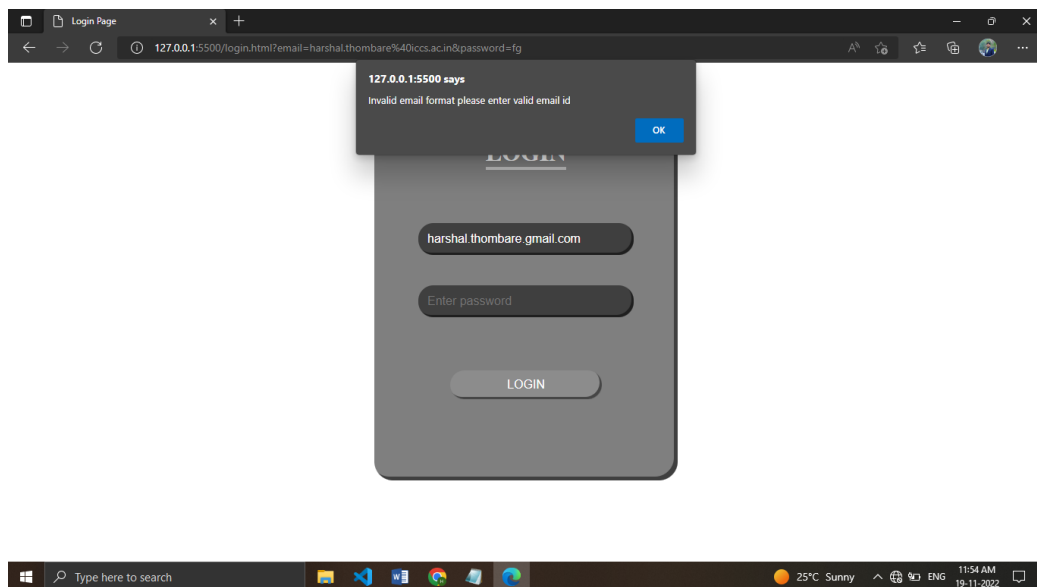 Login Page
127.0.0.1:5500/login.html?email=harshal.thombare%40iccs.ac.in&password=fg
127.0.0.1:5500 says
Invalid email format please enter valid email id
OK
LOGIN
harshal.thombare.gmail.com
Enter password
LOGIN
Type here to search
25°C Sunny
ENG
11:54 AM
19-11-2022